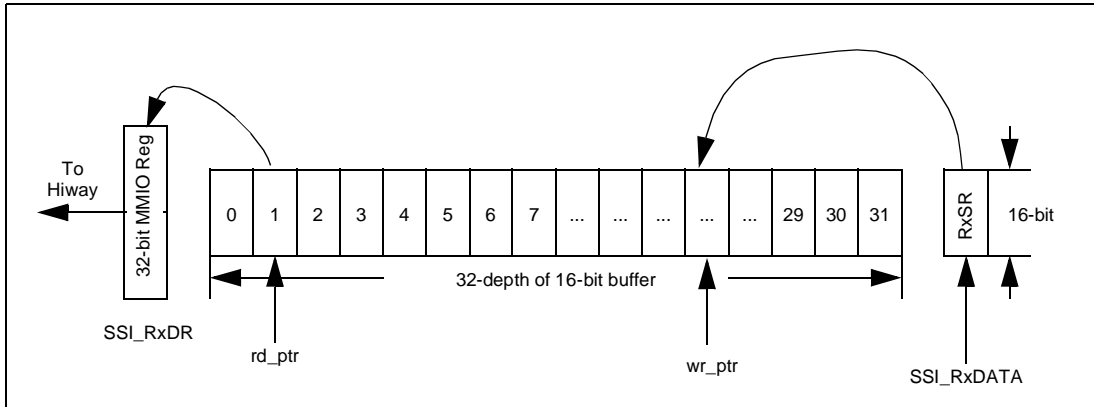 To
Hiway
32-bit MMIO Reg
SSI_RxDR
0 1 2 3 4 5 6 7 ... ... ... ... ... 29 30 31
32-depth of 16-bit buffer
rd_ptr
wr_ptr
RxSR
16-bit
SSI_RxDATA